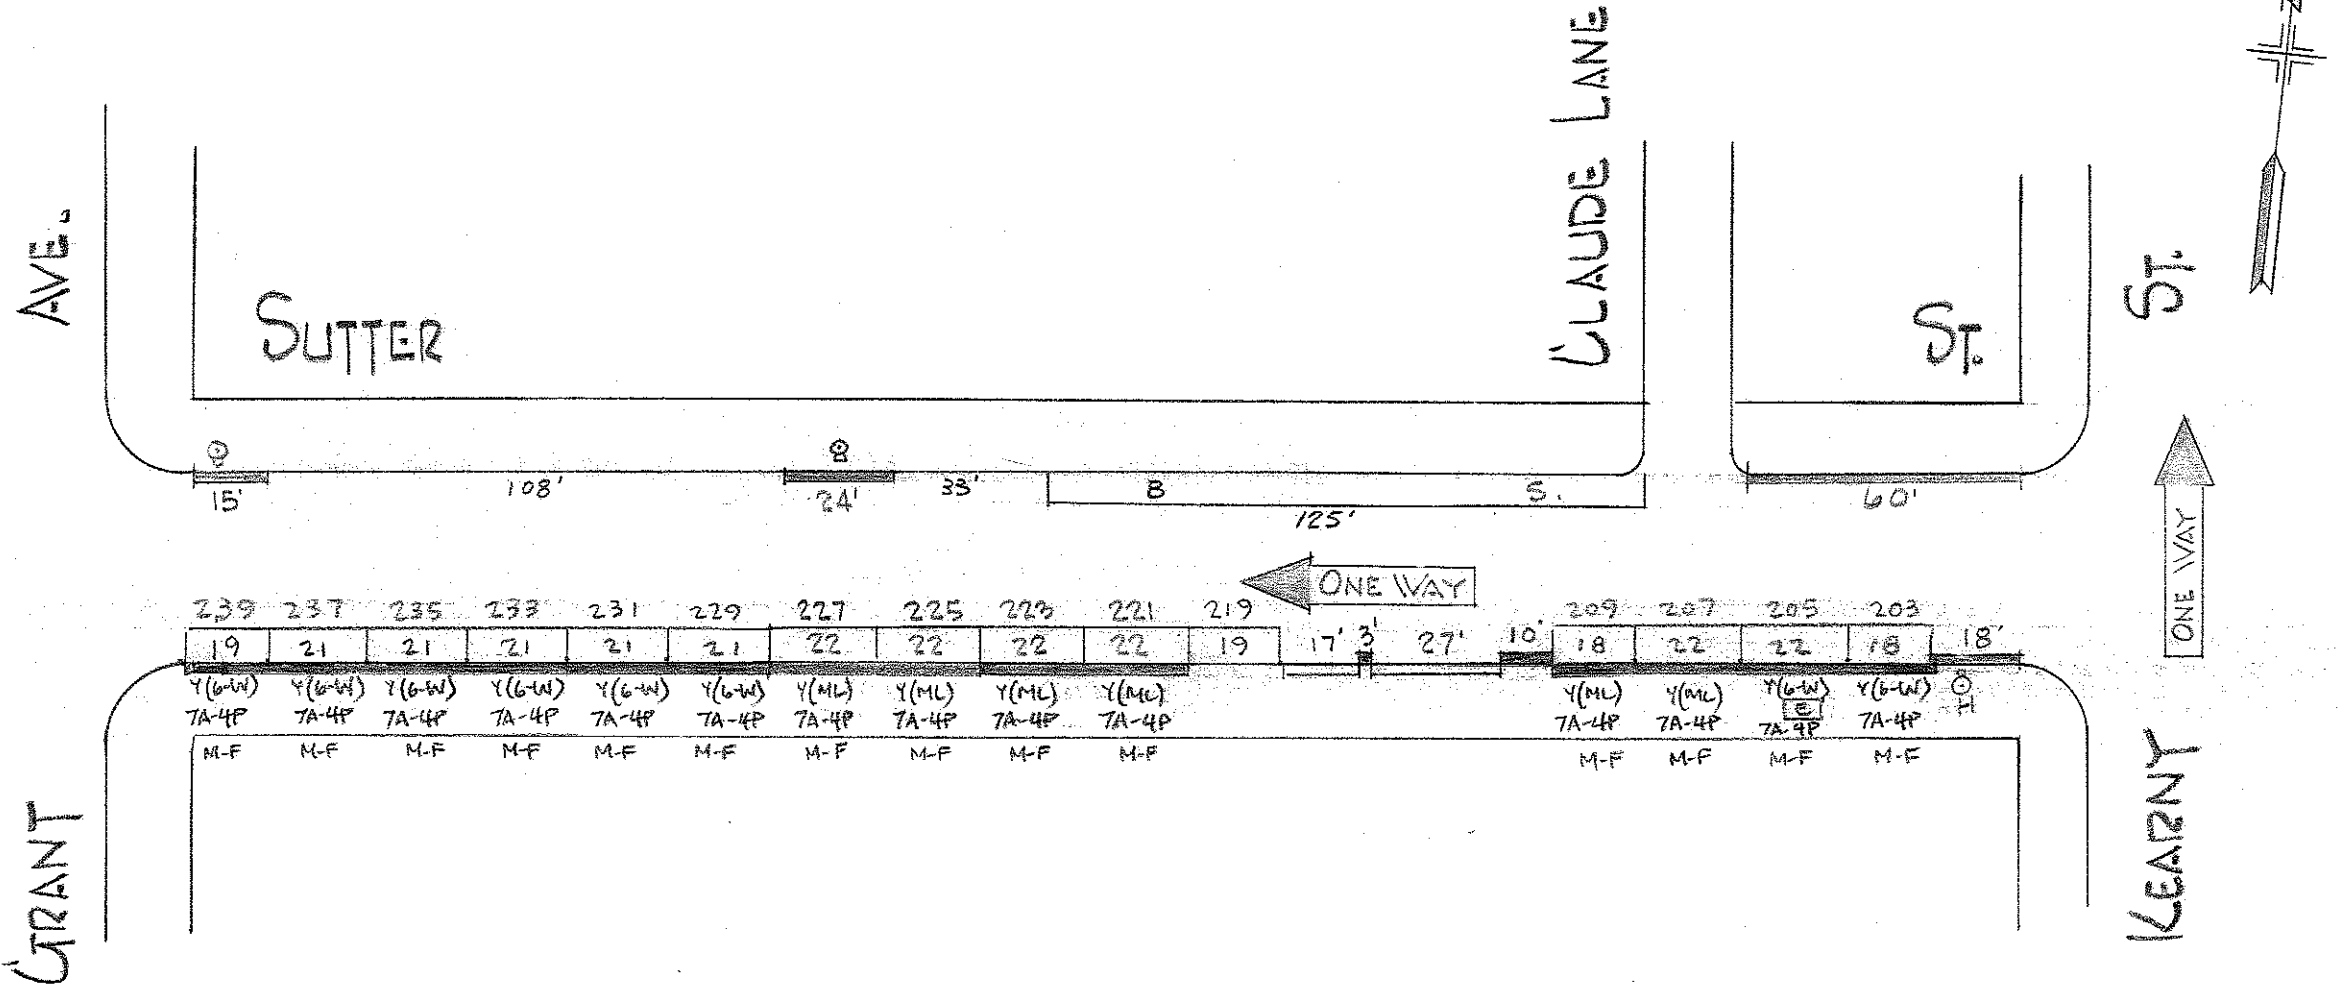 CLAUDE LANE
AVE.
ST.
SUTTER
ST.
15'
108'
24'
33'
B
S.
125'
60'
ONE WAY
ONE WAY
239 237 235 233 231 229 227 225 223 221 219 209 207 205 203
19 21 21 21 21 21 22 22 22 22 19 17' 3' 27' 10' 18 22 22 18 18'
Y(6-W) Y(6-W) Y(6-W) Y(6-W) Y(6-W) Y(6-W) Y(ML) Y(ML) Y(ML) Y(ML) Y(ML) Y(ML) Y(6-W) Y(6-W)
E
7A-4P 7A-4P 7A-4P 7A-4P 7A-4P 7A-4P 7A-4P 7A-4P 7A-4P 7A-4P 7A-4P 7A-4P 7A-4P 7A-4P
H
M-F M-F M-F M-F M-F M-F M-F M-F M-F M-F M-F M-F M-F M-F
GRANT
KEARNY